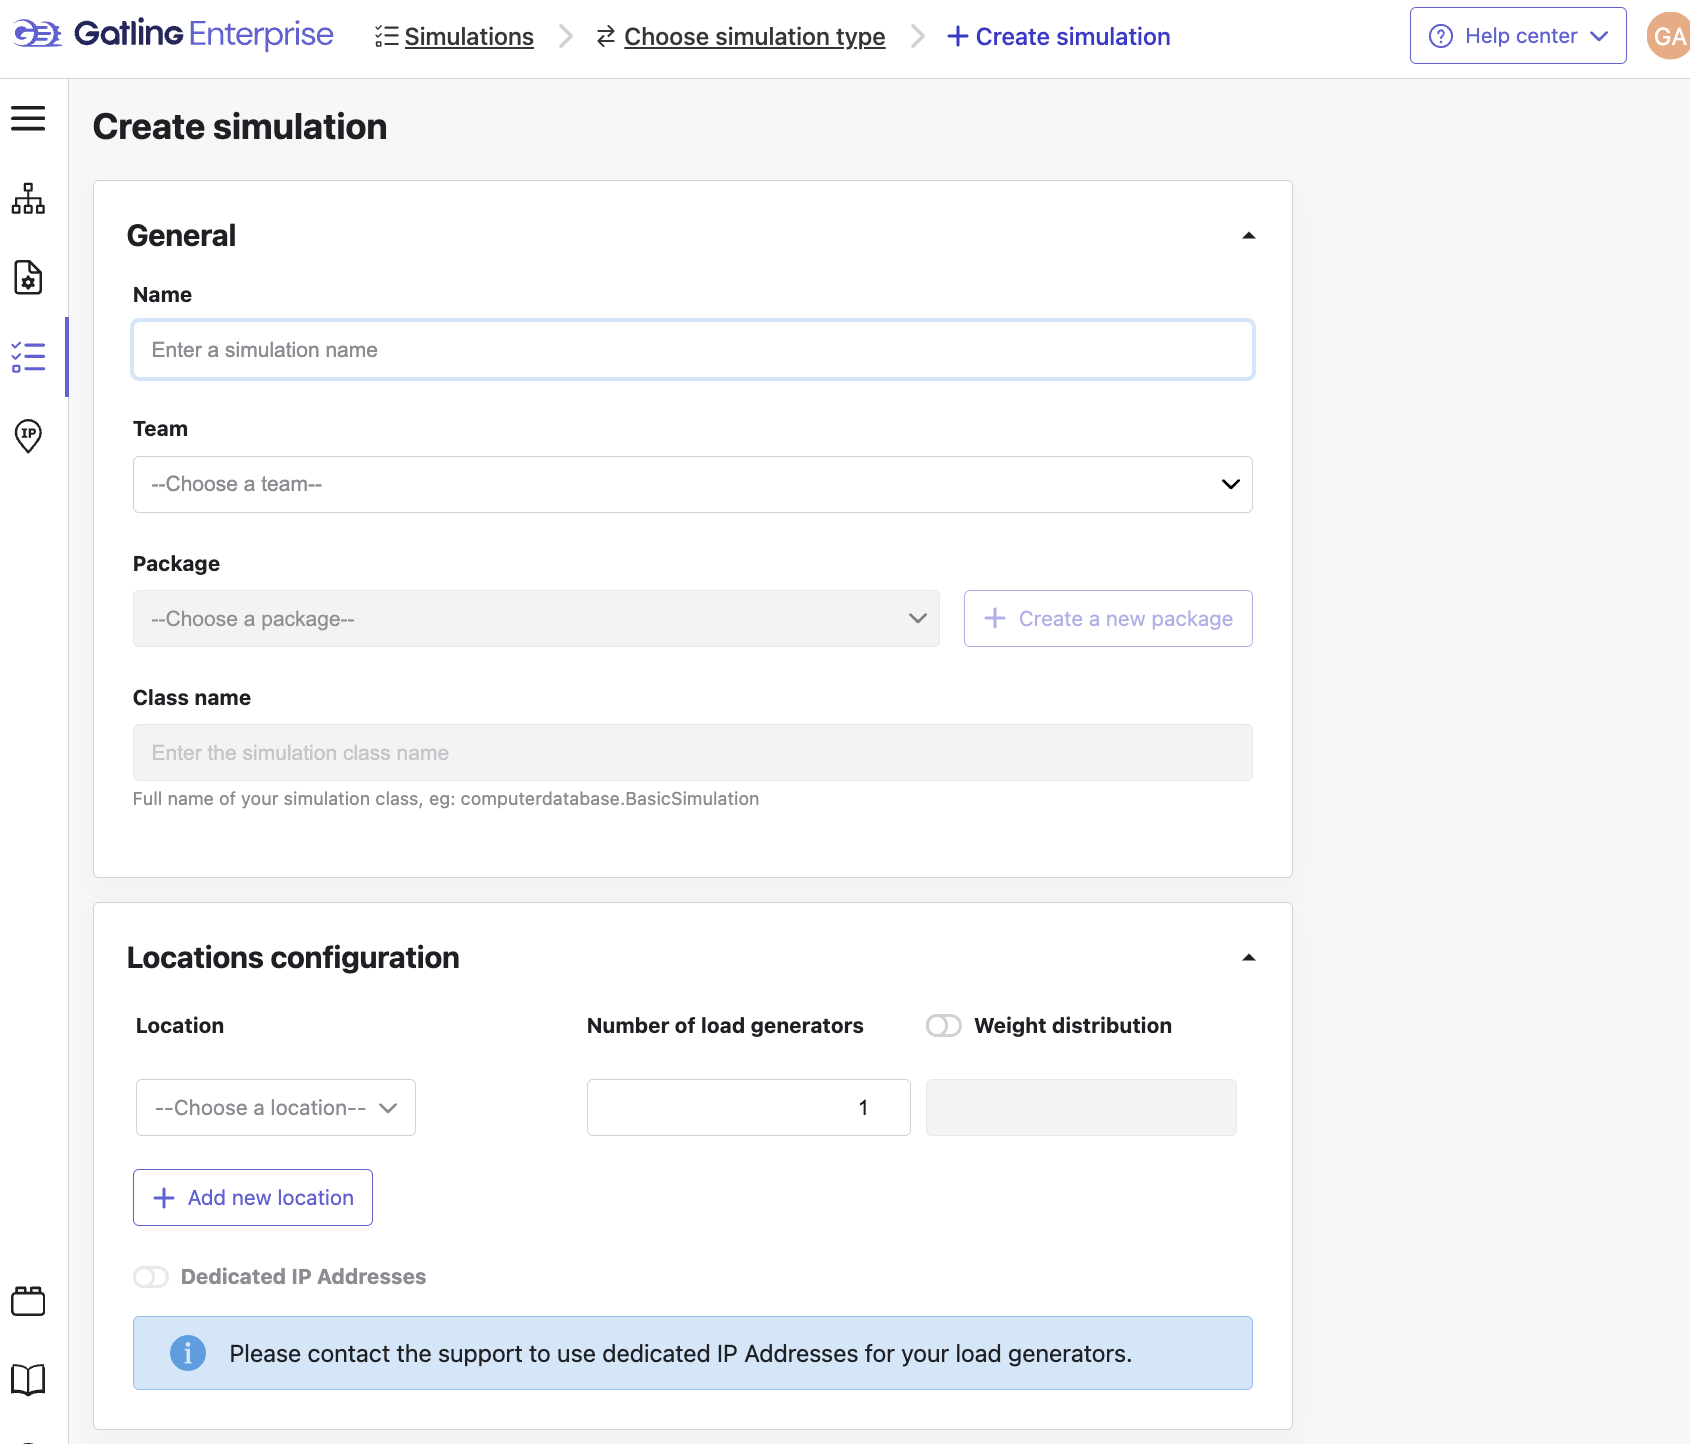 Gatling Enterprise
Simulations
Choose simulation type
+ Create simulation
Help center
GA
Create simulation
General
Name
Enter a simulation name
Team
--Choose a team--
Package
--Choose a package--
+ Create a new package
Class name
Enter the simulation class name
Full name of your simulation class, eg: computerdatabase.BasicSimulation
Locations configuration
Location
Number of load generators
Weight distribution
--Choose a location--
1
+ Add new location
Dedicated IP Addresses
Please contact the support to use dedicated IP Addresses for your load generators.
IP